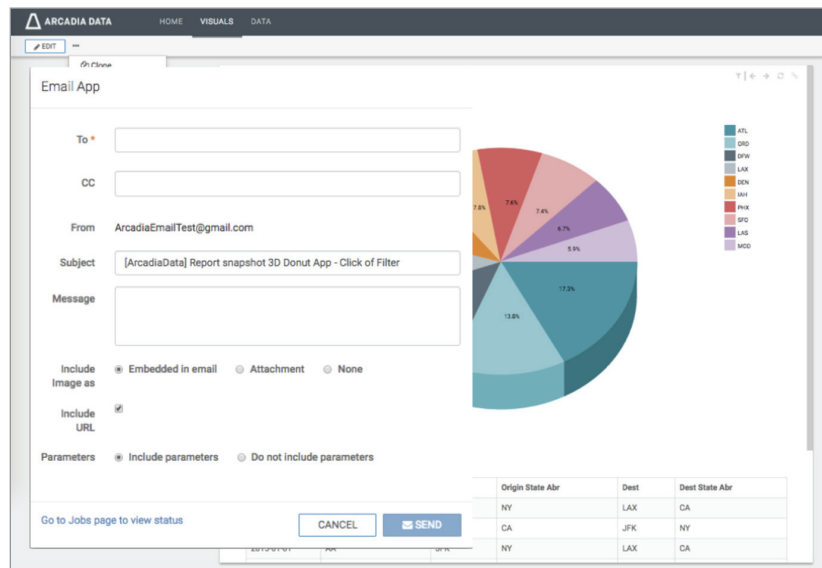 ARCADIA DATA HOME VISUALS DATA
EDIT
Clone
Email App
To *
CC
From ArcadiaEmailTest@gmail.com
Subject [ArcadiaData] Report snapshot 3D Donut App - Click of Filter
Message
Include Image as Embedded in email Attachment None
Include URL
Parameters Include parameters Do not include parameters
Go to Jobs page to view status CANCEL SEND
7.8%
7.6%
7.4%
6.7%
5.9%
17.3%
13.8%
ATL
ORD
DFW
LAX
DEN
IAH
PHX
SFO
LAS
MCO
Origin State Abr Dest Dest State Abr
NY LAX CA
CA JFK NY
NY LAX CA